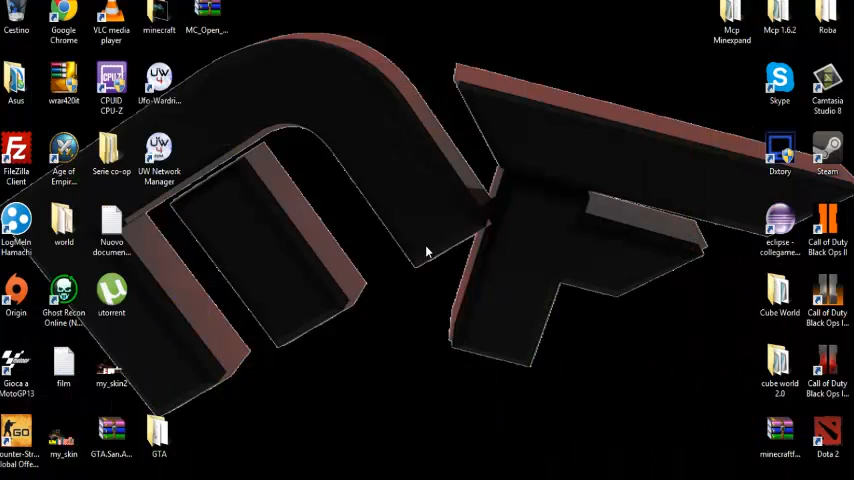 Cestino
Google
Chrome
VLC media
player
minecraft
MC_Open_...
Mcp
Minexpand
Mcp 1.6.2
Roba
Asus
wrar420it
CPUID
CPU-Z
Ufo-Wardri...
Skype
Camtasia
Studio 8
FileZilla
Client
Age of
Empir...
Serie co-op
UW Network
Manager
Dxtory
Steam
LogMeIn
Hamachi
world
Nuovo
documen...
eclipse -
collegame...
Call of Duty
Black Ops II
Origin
Ghost Recon
Online (N...
utorrent
Cube World
Call of Duty
Black Ops I...
Gioca a
MotoGP13
film
my_skin2
cube world
2.0
Call of Duty
Black Ops I...
Counter-Str...
Global Offe...
my_skin
GTA.San.A...
GTA
minecraftf...
Dota 2